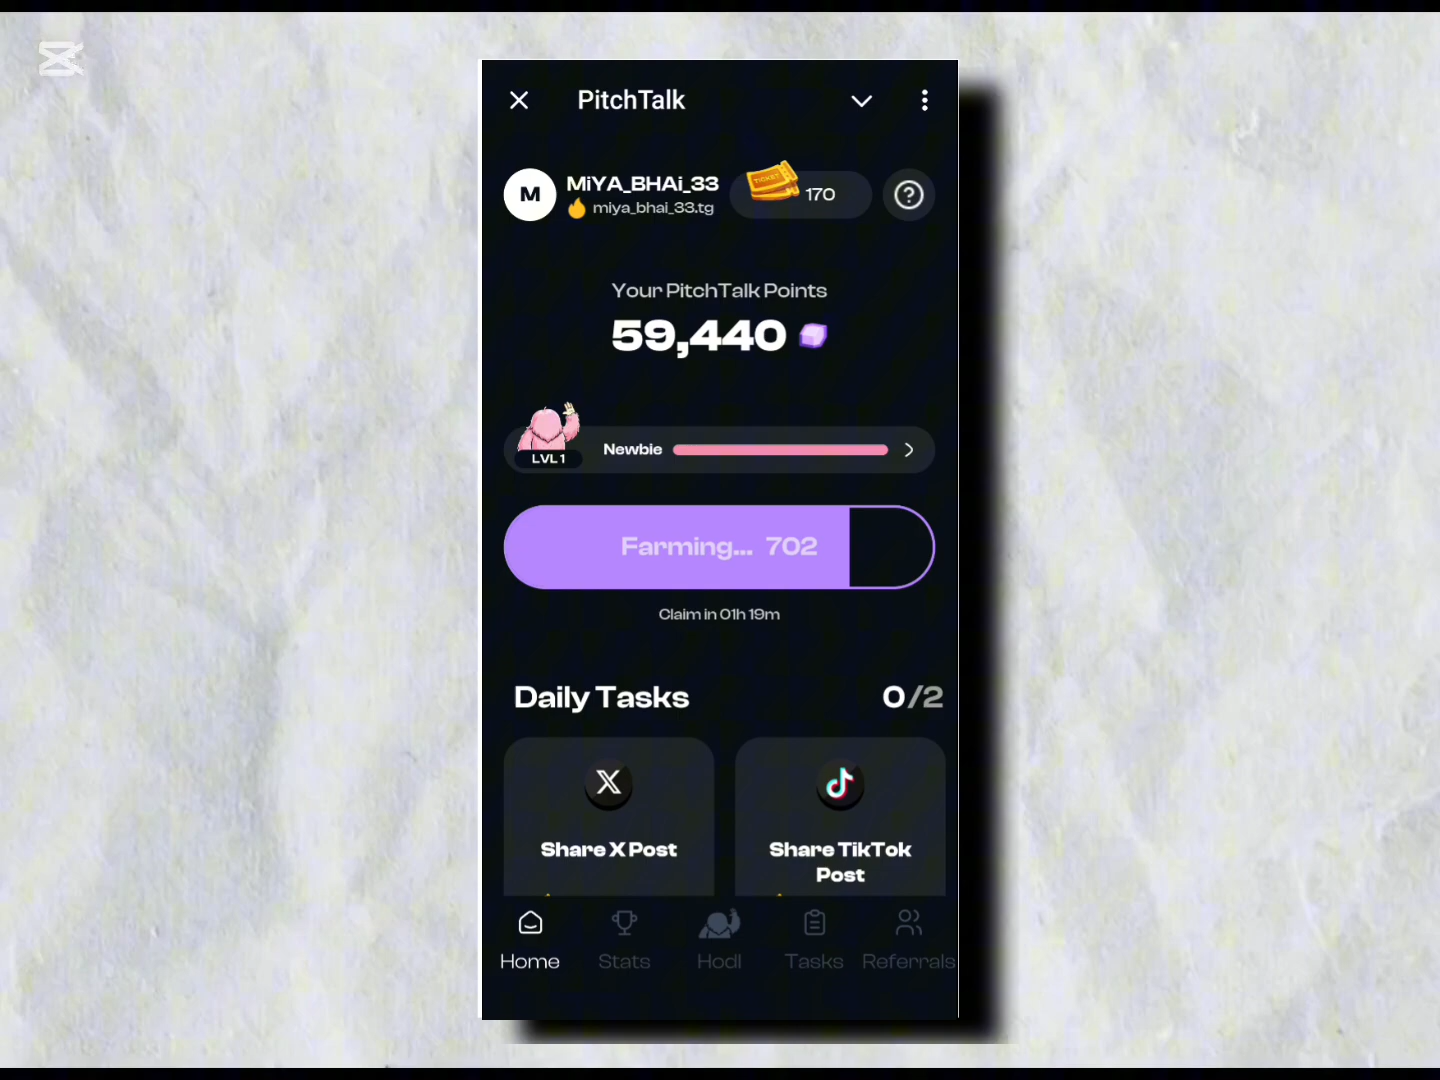 PitchTalk
M
MiYA_BHAi_33
miya_bhai_33.tg
TICKET
170
?
Your PitchTalk Points
59,440
LVL 1
Newbie
Farming... 702
Claim in 01h 19m
Daily Tasks 0/2
Share X Post
Share TikTok
Post
Home Stats Hodl Tasks Referrals